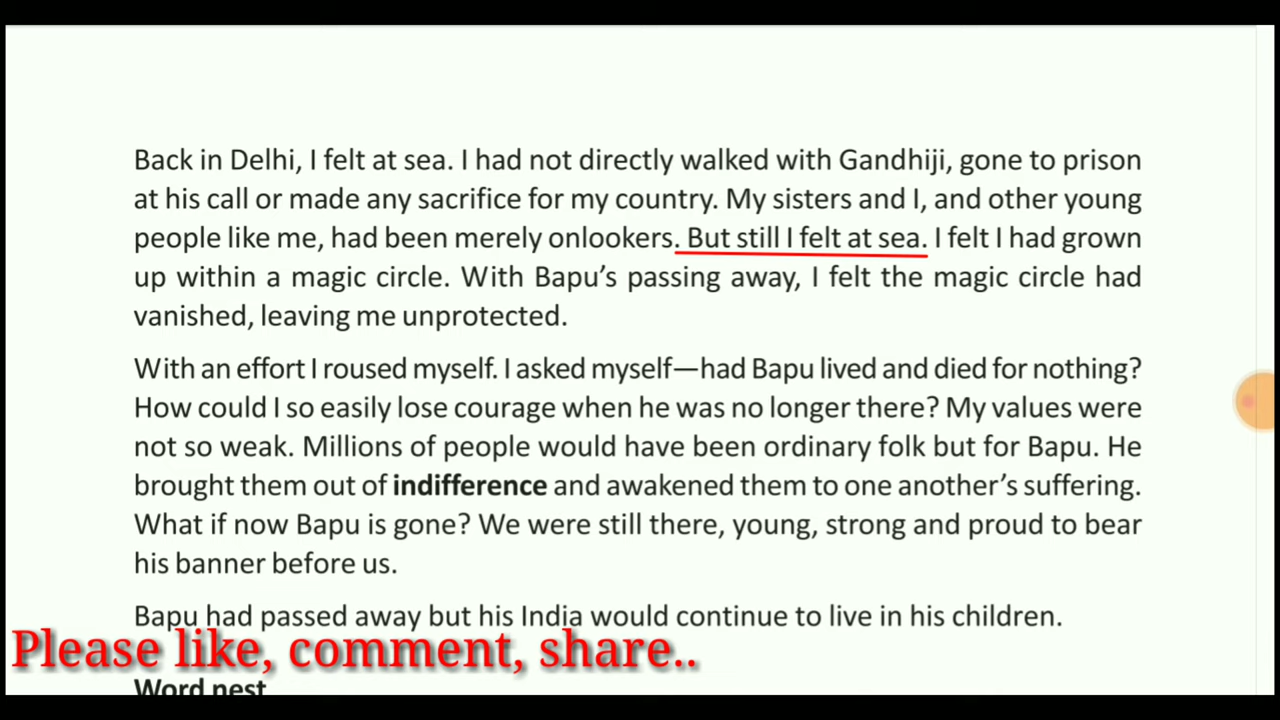 Back in Delhi, I felt at sea. I had not directly walked with Gandhiji, gone to prison
at his call or made any sacrifice for my country. My sisters and I, and other young
people like me, had been merely onlookers. But still I felt at sea. I felt I had grown
up within a magic circle. With Bapu’s passing away, I felt the magic circle had
vanished, leaving me unprotected.
With an effort I roused myself. I asked myself—had Bapu lived and died for nothing?
How could I so easily lose courage when he was no longer there? My values were
not so weak. Millions of people would have been ordinary folk but for Bapu. He
brought them out of indifference and awakened them to one another’s suffering.
What if now Bapu is gone? We were still there, young, strong and proud to bear
his banner before us.
Bapu had passed away but his India would continue to live in his children.
Please like, comment, share..
Word nest